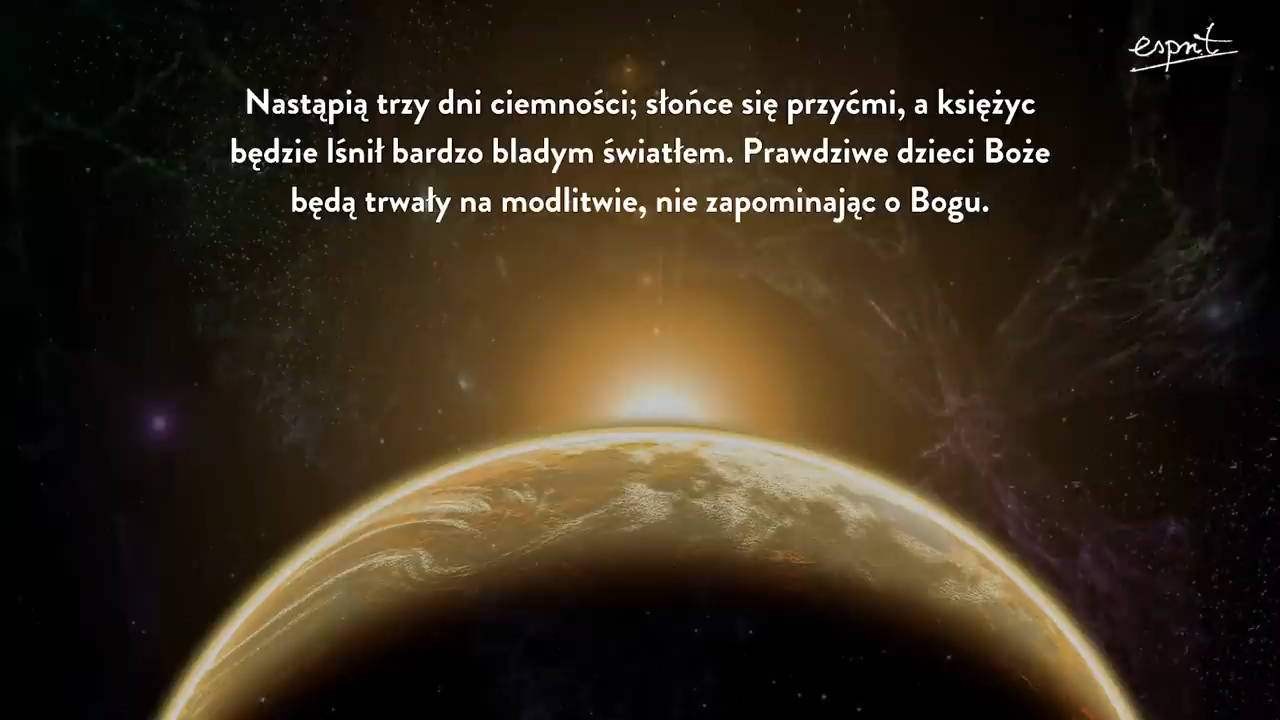 esprit
Nastąpią trzy dni ciemności; słońce się przyćmi, a księżyc
będzie lśnił bardzo bladym światłem. Prawdziwe dzieci Boże
będą trwały na modlitwie, nie zapominając o Bogu.